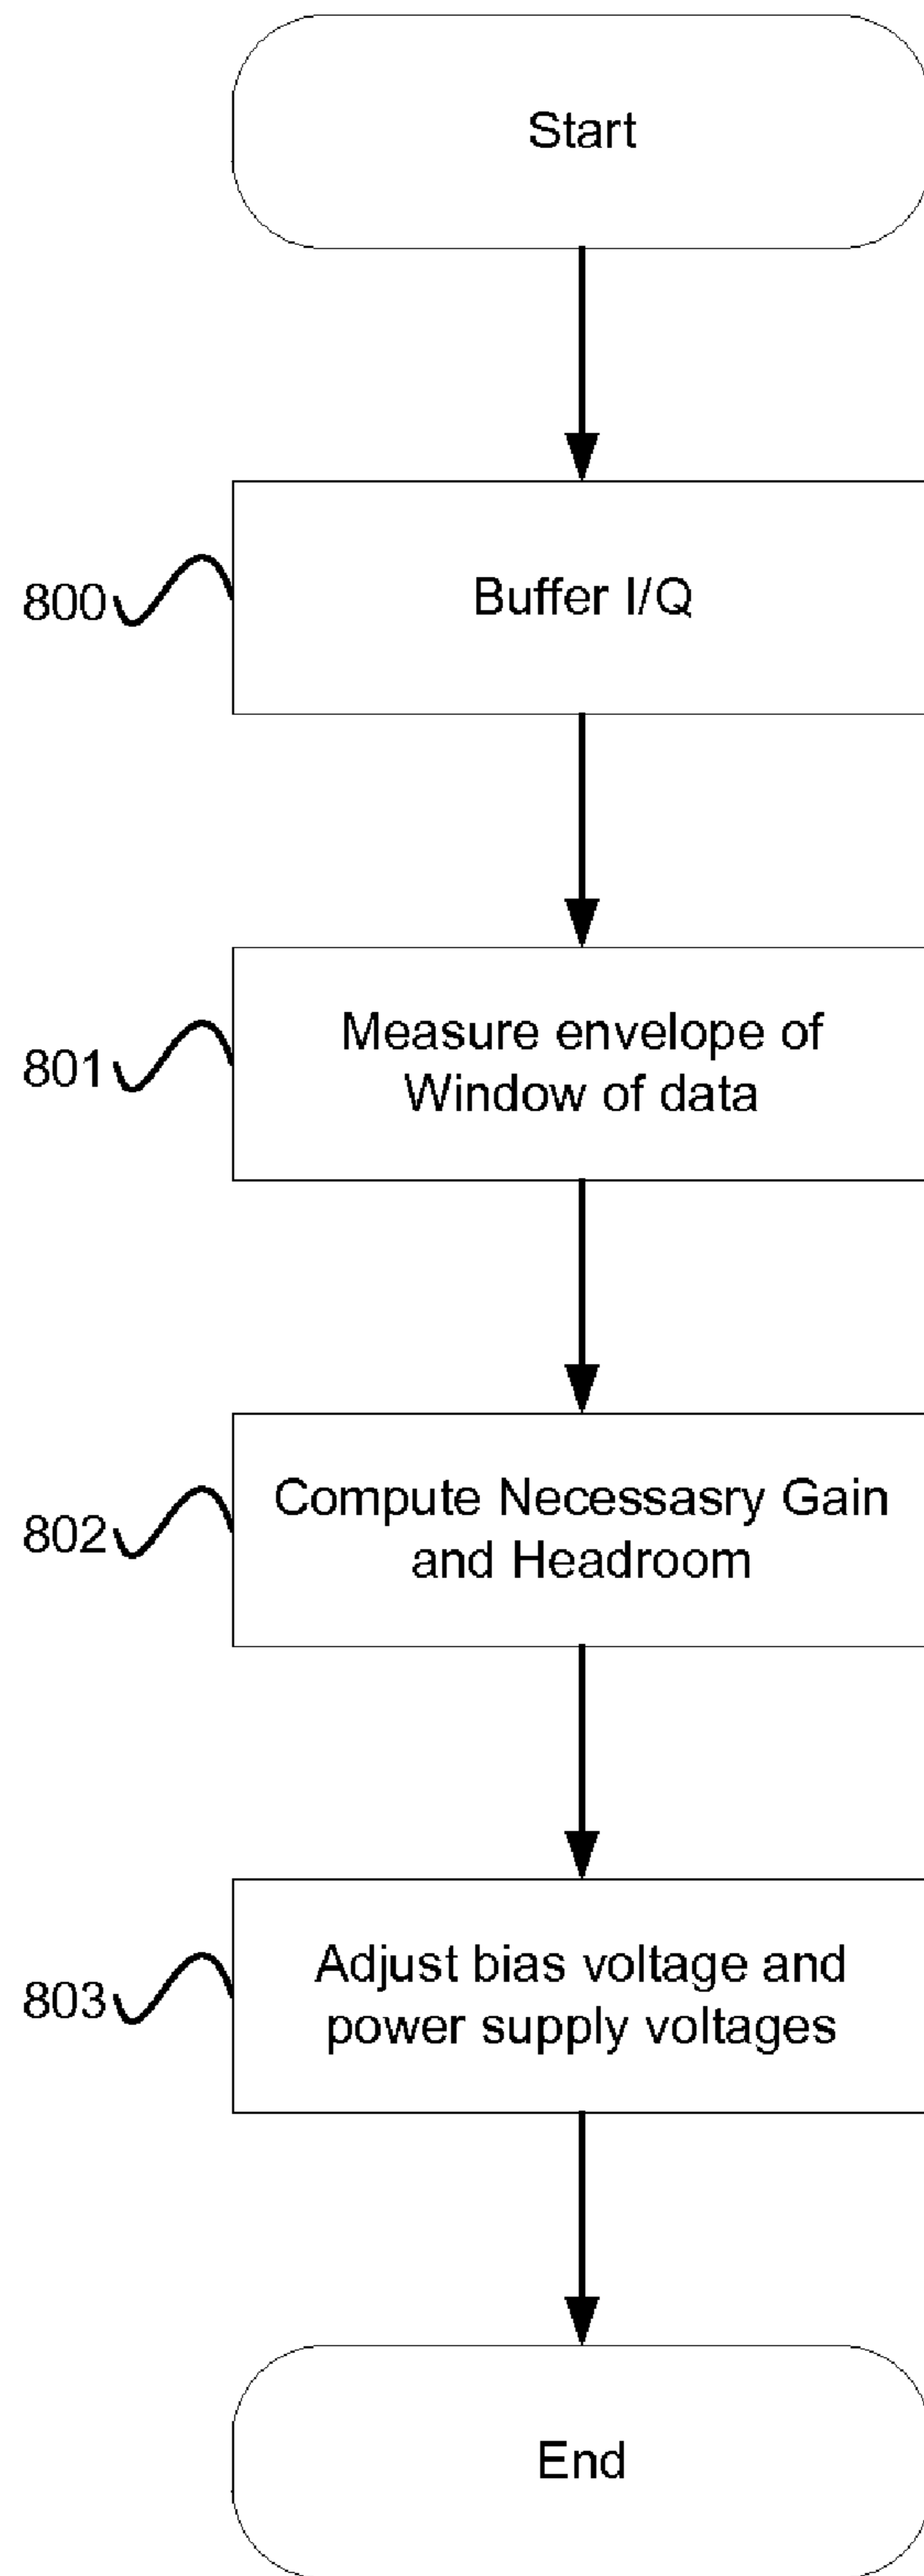 Start
800
Buffer I/Q
801
Measure envelope of
Window of data
802
Compute Necessasry Gain
and Headroom
803
Adjust bias voltage and
power supply voltages
End